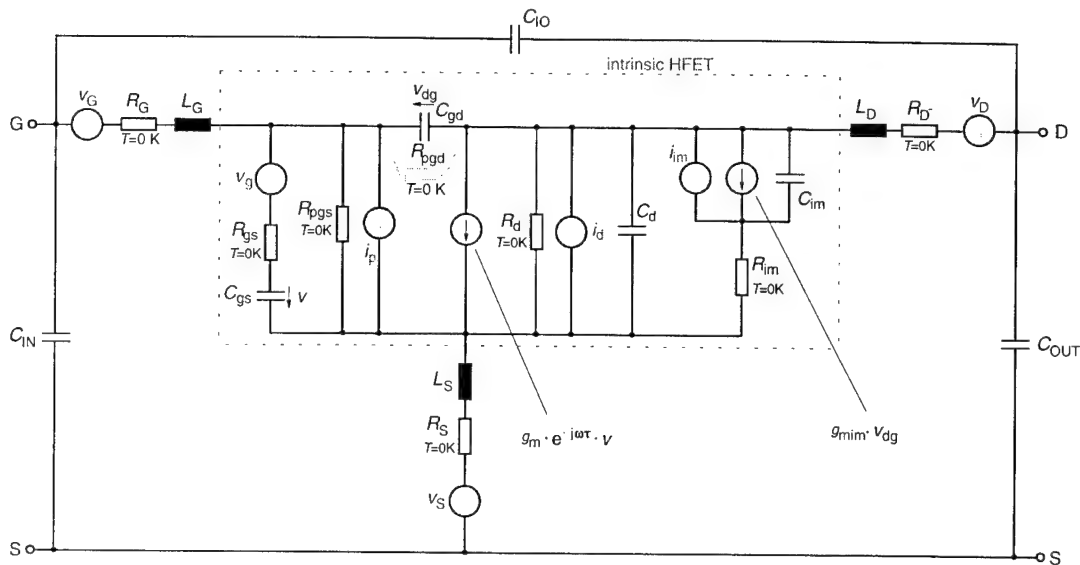 C_IO
intrinsic HFET
v_G
R_G
T=0 K
L_G
v_dg
C_gd
L_D
R_D
v_D
G
D
R_pgd
T=0 K
v_g
i_im
C_im
R_gs
T=0K
R_pgs
T=0K
i_p
R_d
T=0K
i_d
C_d
R_im
T=0K
C_gs
v
C_IN
C_OUT
L_S
R_S
T=0K
g_m · e^-jωτ · v
g_mim · v_dg
v_S
S
S
T=0K